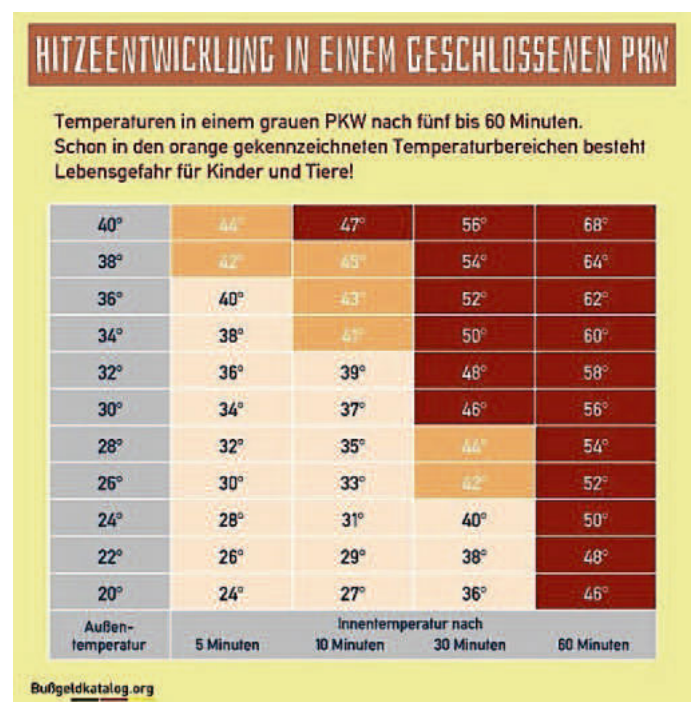 HITZEENTWICKLUNG IN EINEM GESCHLOSSENEN PKW
Temperaturen in einem grauen PKW nach fünf bis 60 Minuten.
Schon in den orange gekennzeichneten Temperaturbereichen besteht
Lebensgefahr für Kinder und Tiere!
40° 44° 47° 56° 68°
38° 42° 45° 54° 64°
36° 40° 43° 52° 62°
34° 38° 41° 50° 60°
32° 36° 39° 48° 58°
30° 34° 37° 46° 56°
28° 32° 35° 44° 54°
26° 30° 33° 42° 52°
24° 28° 31° 40° 50°
22° 26° 29° 38° 48°
20° 24° 27° 36° 46°
Außen-
temperatur
Innentemperatur nach
5 Minuten 10 Minuten 30 Minuten 60 Minuten
Bußgeldkatalog.org